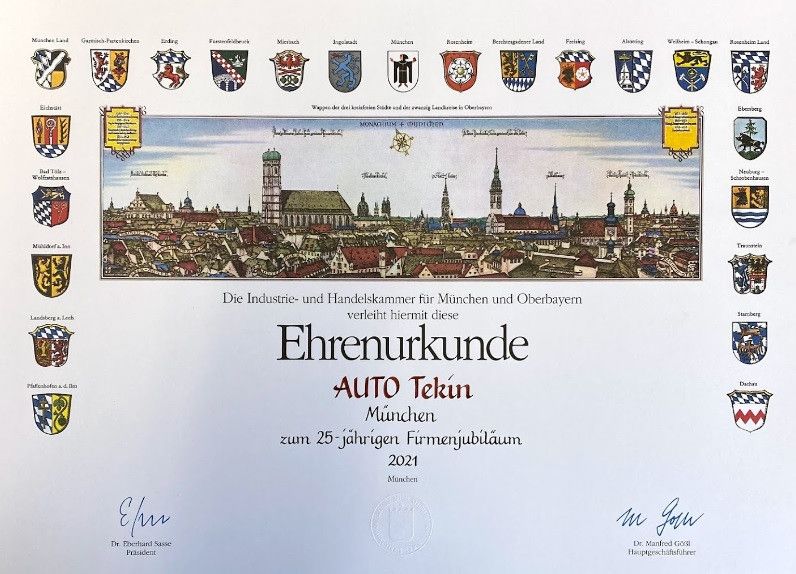 München Land
Garmisch-Partenkirchen
Erding
Fürstenfeldbruck
Miesbach
Ingolstadt
München
Rosenheim
Berchtesgadener Land
Freising
Altötting
Weilheim - Schongau
Rosenheim Land
Wappen der drei kreisfreien Städte und der zwanzig Landkreise in Oberbayern
Eichstätt
Ebersberg
Bad Tölz -
Wolfratshausen
Neuburg -
Schrobenhausen
Mühldorf a. Inn
Traunstein
Landsberg a. Lech
Starnberg
Pfaffenhofen a. d. Ilm
Dachau
Die Industrie- und Handelskammer für München und Oberbayern
verleiht hiermit diese
Ehrenurkunde
AUTO Tekin
München
zum 25-jährigen Firmenjubiläum
2021
München
Dr. Eberhard Sasse
Präsident
Dr. Manfred Gößl
Hauptgeschäftsführer